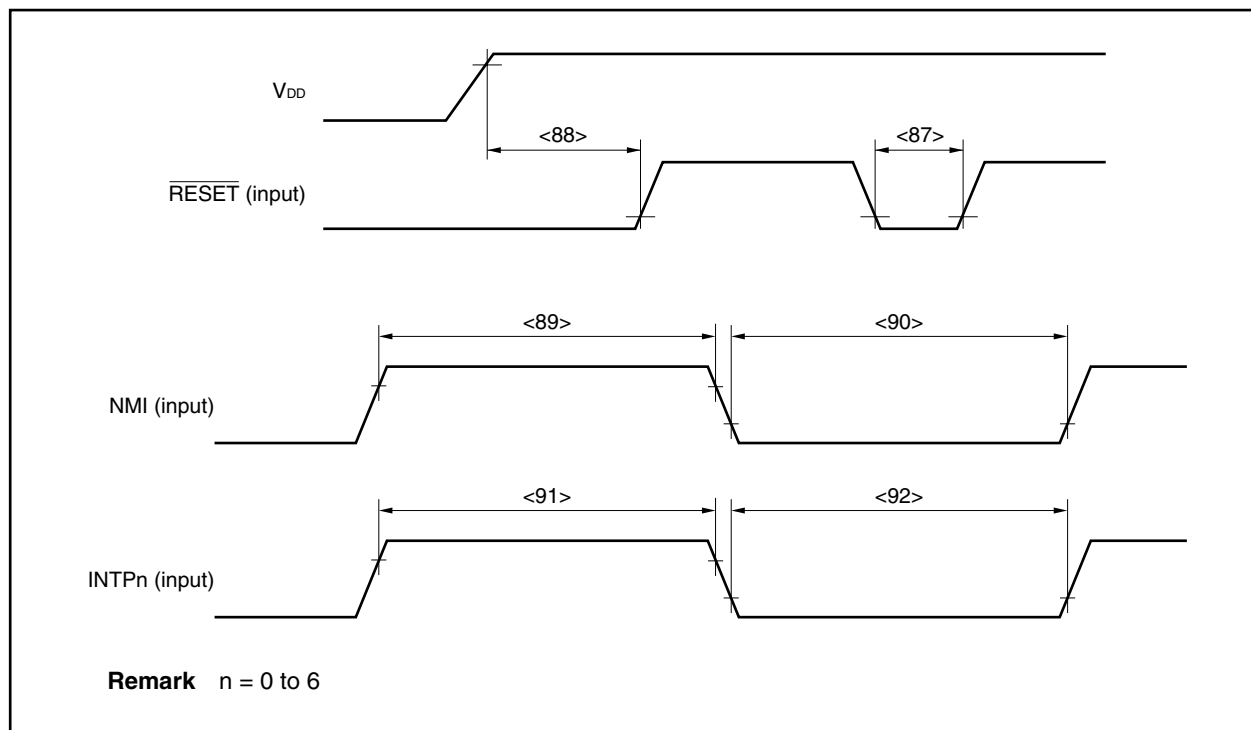 VDD
<88>
<87>
RESET (input)
<89>
<90>
NMI (input)
<91>
<92>
INTPn (input)
Remark n = 0 to 6